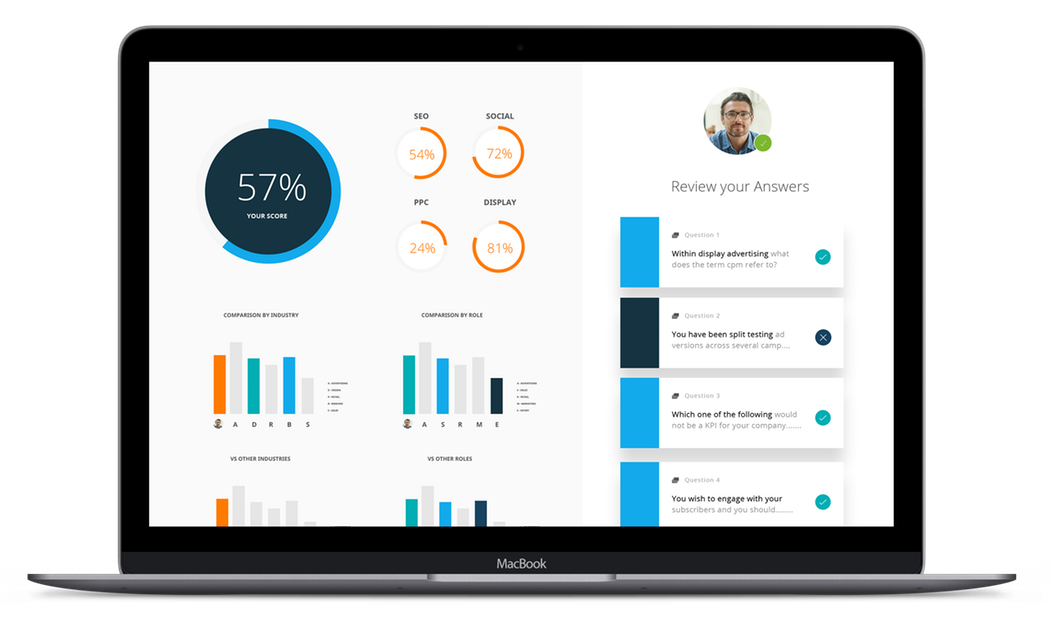 57%
YOUR SCORE
SEO
SOCIAL
54%
72%
PPC
DISPLAY
24%
81%
COMPARISON BY INDUSTRY
A D R B S
COMPARISON BY ROLE
A S R M E
VS OTHER INDUSTRIES
VS OTHER ROLES
Review your Answers
Question 1
Within display advertising what
does the term cpm refer to?
Question 2
You have been split testing ad
versions across several camp....
Question 3
Which one of the following would
not be a KPI for your company.......
Question 4
You wish to engage with your
subscribers and you should........
MacBook